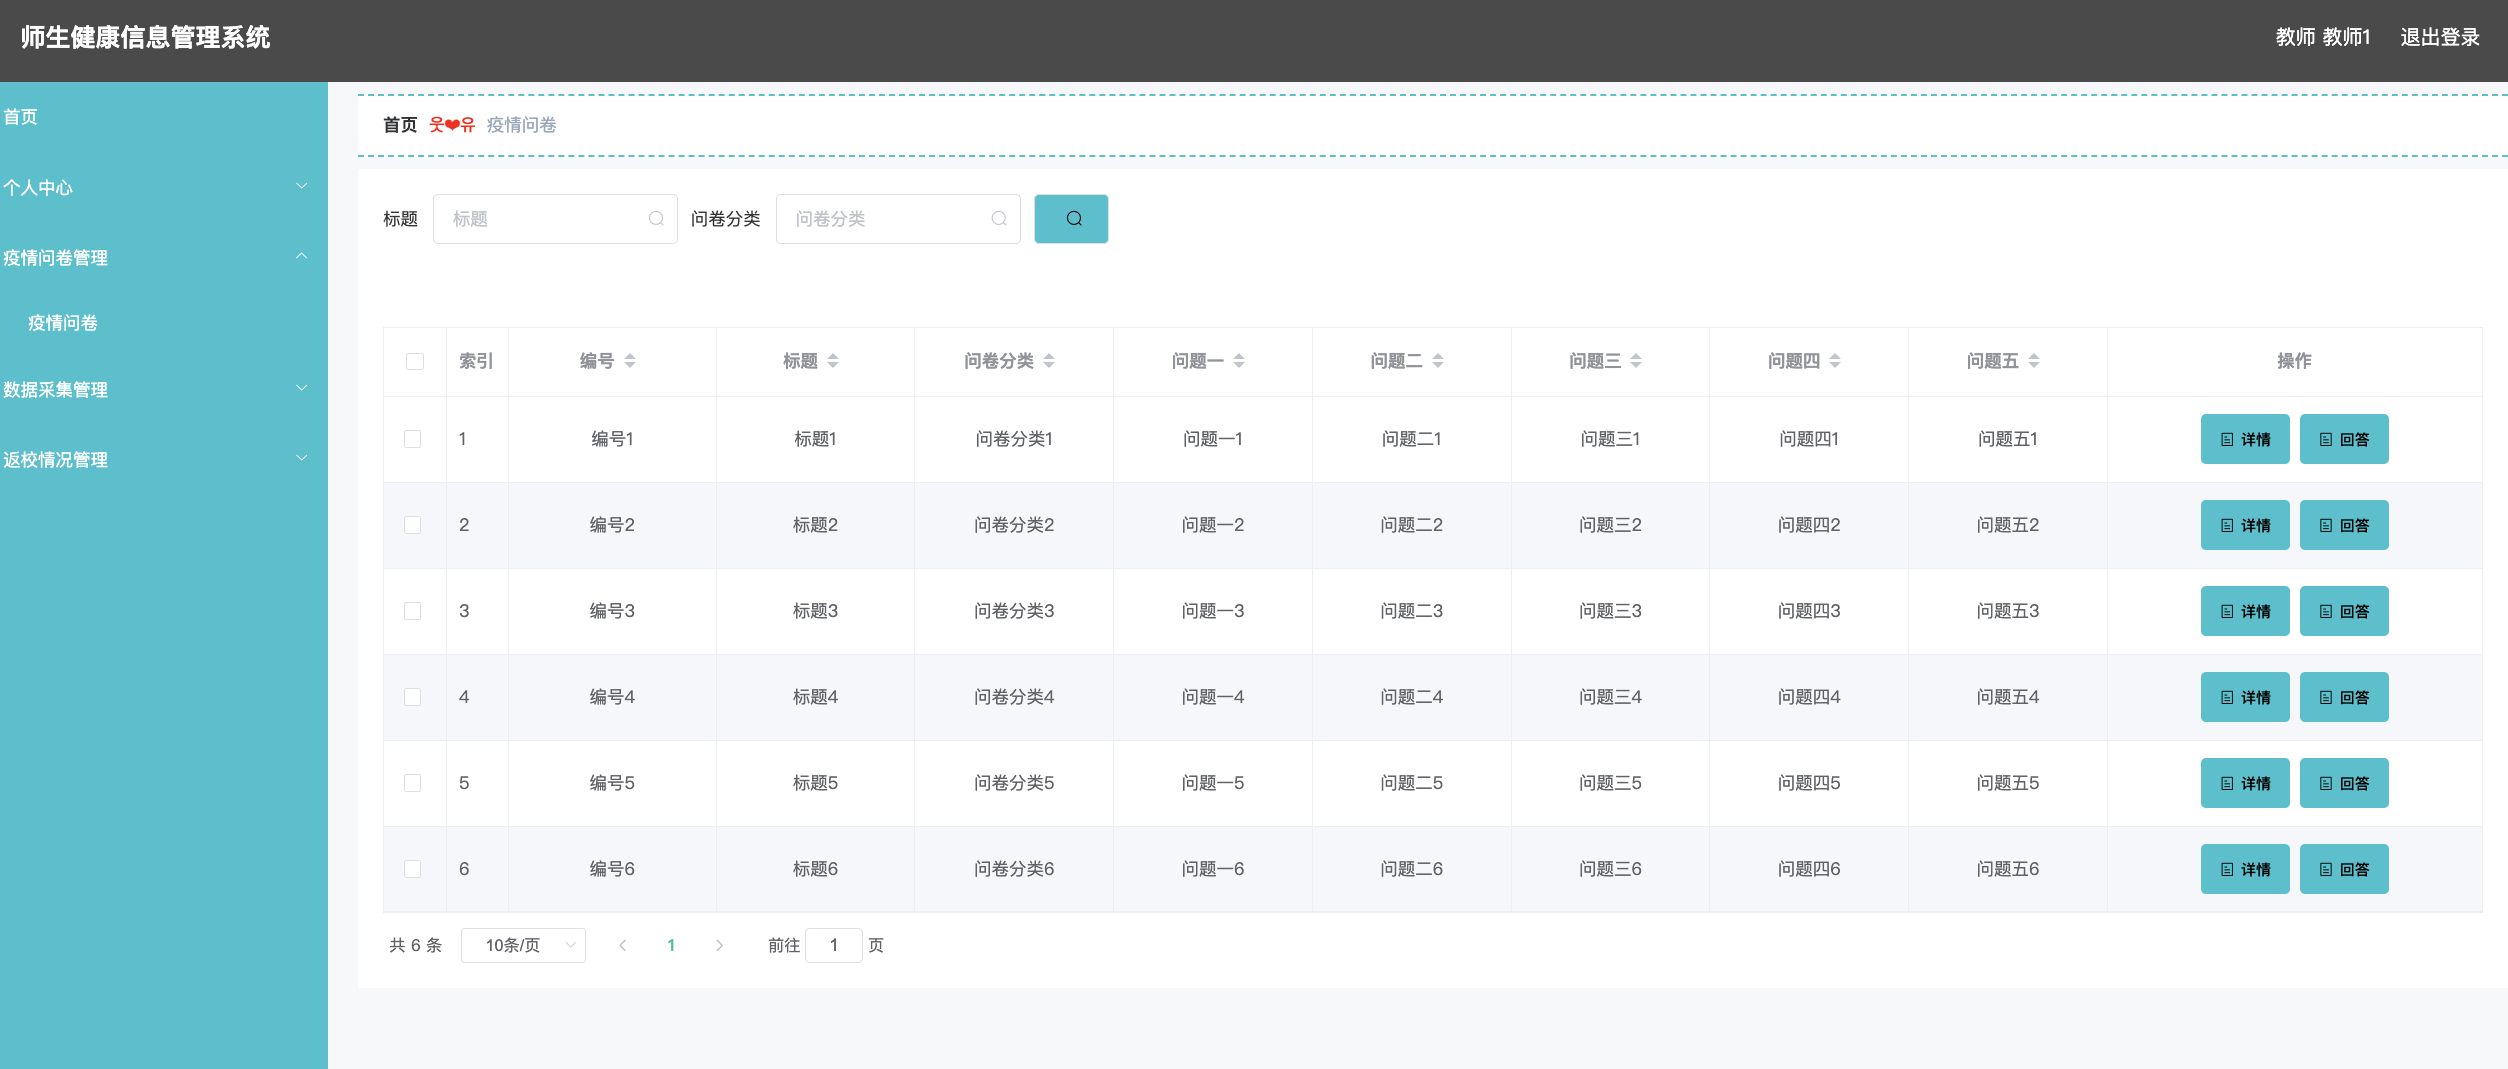 师生健康信息管理系统 教师 教师1 退出登录
首页
个人中心
疫情问卷管理
疫情问卷
数据采集管理
返校情况管理
首页 웃❤유 疫情问卷
标题 标题 问卷分类 问卷分类
索引 编号 标题 问卷分类 问题一 问题二 问题三 问题四 问题五 操作
1 编号1 标题1 问卷分类1 问题一1 问题二1 问题三1 问题四1 问题五1 详情 回答
2 编号2 标题2 问卷分类2 问题一2 问题二2 问题三2 问题四2 问题五2 详情 回答
3 编号3 标题3 问卷分类3 问题一3 问题二3 问题三3 问题四3 问题五3 详情 回答
4 编号4 标题4 问卷分类4 问题一4 问题二4 问题三4 问题四4 问题五4 详情 回答
5 编号5 标题5 问卷分类5 问题一5 问题二5 问题三5 问题四5 问题五5 详情 回答
6 编号6 标题6 问卷分类6 问题一6 问题二6 问题三6 问题四6 问题五6 详情 回答
共 6 条 10条/页 1 前往 1 页